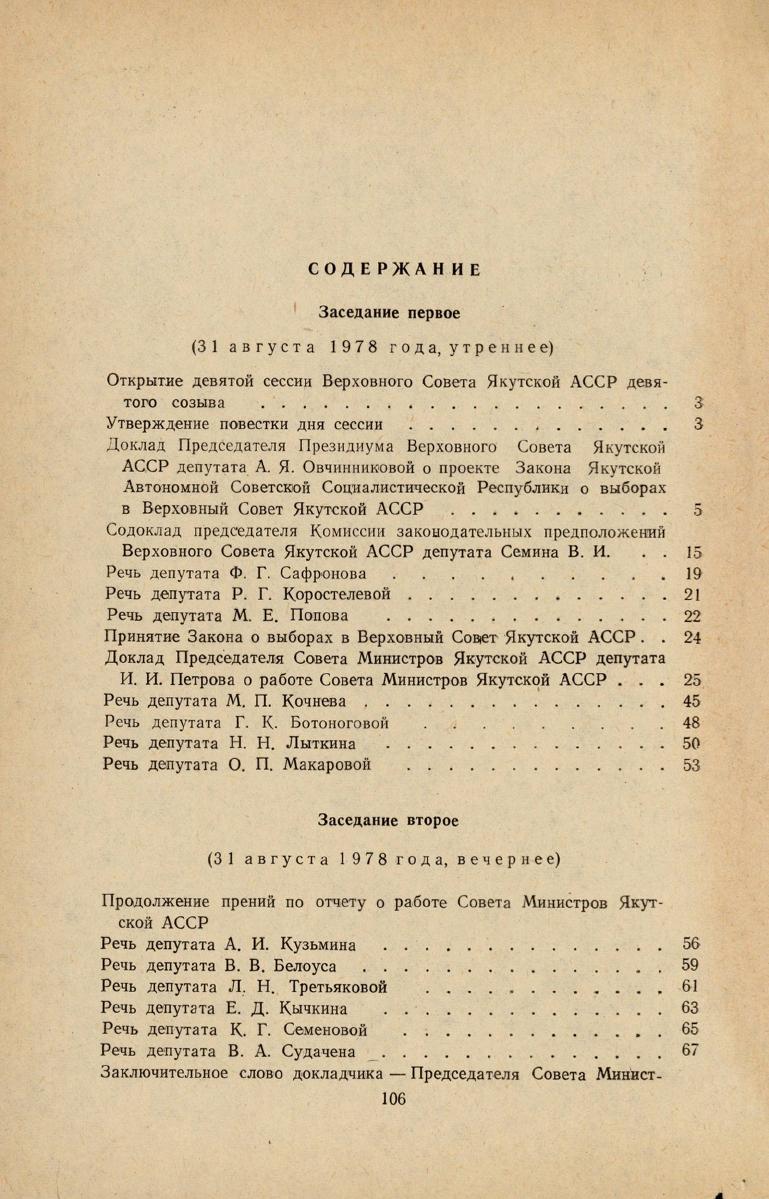 СОДЕРЖАНИЕ
Заседание первое
(31 августа 1978 года, утреннее)
Открытие девятой сессии Верховного Совета Якутской АССР девя-
того созыва . . . . . . . . . . . . . . . . . . . 3
Утверждение повестки дня сессии . . . . . . . . . . . . 3
Доклад Председателя Президиума Верховного Совета Якутской
АССР депутата А. Я. Овчинниковой о проекте Закона Якутской
Автономной Советской Социалистической Республики о выборах
в Верховный Совет Якутской АССР . . . . . . . . . . 5
Содоклад председателя Комиссии законодательных предположений
Верховного Совета Якутской АССР депутата Семина В. И. . . 15
Речь депутата Ф. Г. Сафронова . . . . . . . . . . . . 19
Речь депутата Р. Г. Коростелевой . . . . . . . . . . . . 21
Речь депутата М. Е. Попова . . . . . . . . . . . . . 22
Принятие Закона о выборах в Верховный Совет Якутской АССР . . 24
Доклад Председателя Совета Министров Якутской АССР депутата
И. И. Петрова о работе Совета Министров Якутской АССР . . . 25
Речь депутата М. П. Кочнева . . . . . . . . . . . . . . 45
Речь депутата Г. К. Ботоноговой . . . . . . . . . 48
Речь депутата Н. Н. Лыткина . . . . . . . . . . . . . 50
Речь депутата О. П. Макаровой . . . . . . . . . . . . 53
Заседание второе
(31 августа 1978 года, вечернее)
Продолжение прений по отчету о работе Совета Министров Якут-
ской АССР
Речь депутата А. И. Кузьмина . . . . . . . . . . . . . 56
Речь депутата В. В. Белоуса . . . . . . . . . . . . . . 59
Речь депутата Л. Н. Третьяковой . . . . . . . . . . . 61
Речь депутата Е. Д. Кычкина . . . . . . . . . . . . . 63
Речь депутата К. Г. Семеновой . . . . . . . . . . . . 65
Речь депутата В. А. Судачена . . . . . . . . . . . . . 67
Заключительное слово докладчика — Председателя Совета Минист-
106